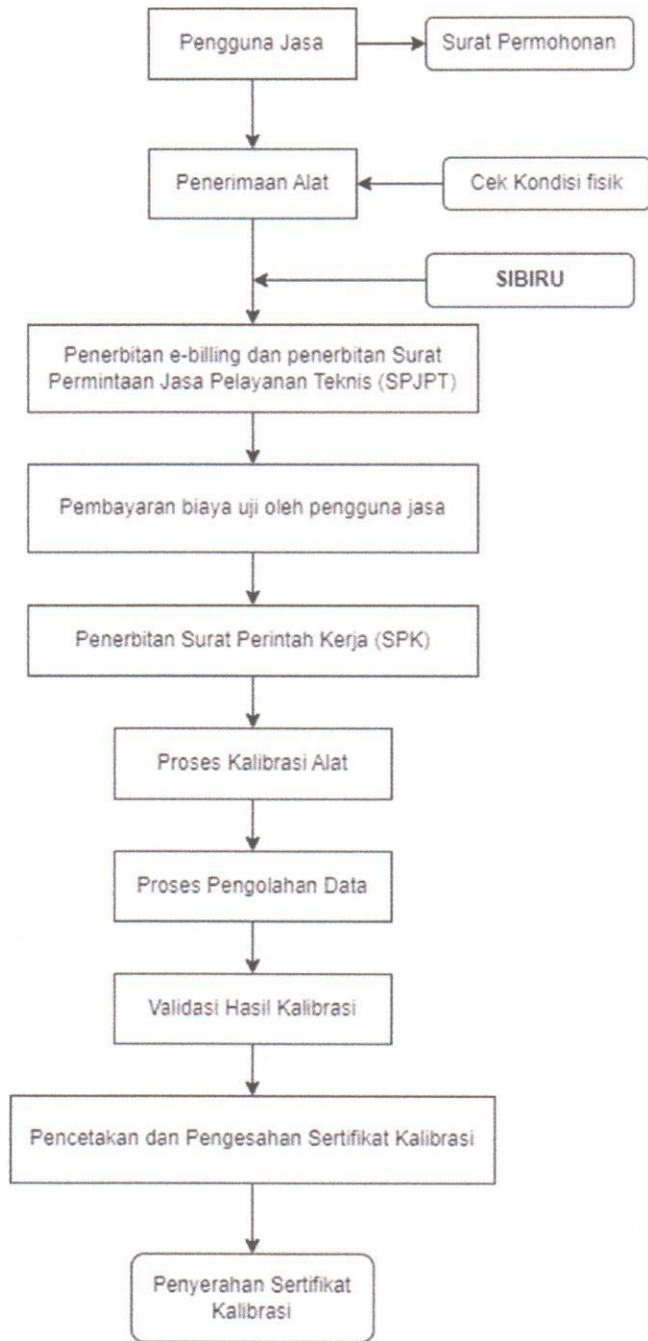 Pengguna Jasa
Surat Permohonan
Penerimaan Alat
Cek Kondisi fisik
SIBIRU
Penerbitan e-billing dan penerbitan Surat
Permintaan Jasa Pelayanan Teknis (SPJPT)
Pembayaran biaya uji oleh pengguna jasa
Penerbitan Surat Perintah Kerja (SPK)
Proses Kalibrasi Alat
Proses Pengolahan Data
Validasi Hasil Kalibrasi
Pencetakan dan Pengesahan Sertifikat Kalibrasi
Penyerahan Sertifikat
Kalibrasi